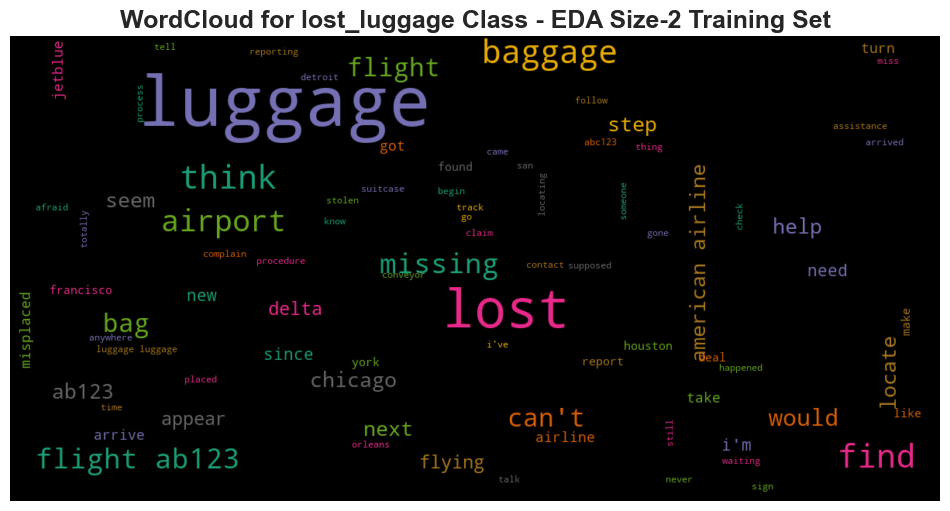 WordCloud for lost_luggage Class - EDA Size-2 Training Set
tell
reporting
baggage
turn
miss
jetblue
flight
detroit
process
luggage
follow
step
abc123
thing
assistance
arrived
got
came
found
san
think
suitcase
begin
locating
someone
american airline
seem
stolen
afraid
totally
airport
know
track
go
claim
gone
check
help
complain
procedure
missing
conveyor
contact
supposed
need
francisco
new
delta
lost
misplaced
bag
anywhere
luggage luggage
since
york
i've
houston
report
deal
happened
make
locate
placed
chicago
ab123
time
appear
take
like
arrive
next
orleans
can't
airline
still
would
i'm
waiting
find
flight ab123
flying
talk
never
sign